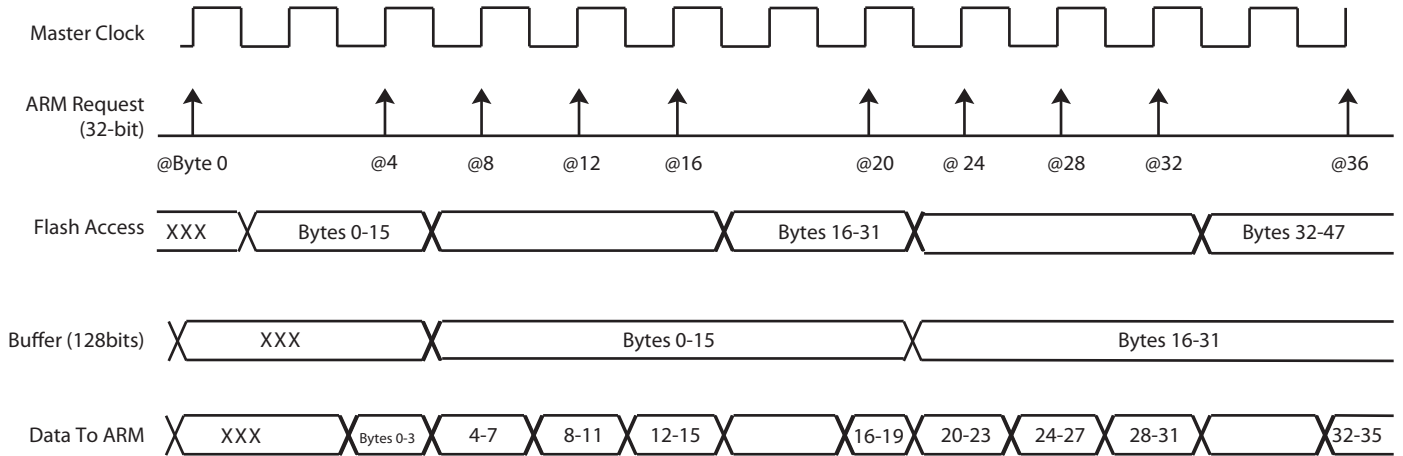 Master Clock
ARM Request
(32-bit)
@Byte 0 @4 @8 @12 @16 @20 @ 24 @28 @32 @36
Flash Access XXX Bytes 0-15 Bytes 16-31 Bytes 32-47
Buffer (128bits) XXX Bytes 0-15 Bytes 16-31
Data To ARM XXX Bytes 0-3 4-7 8-11 12-15 16-19 20-23 24-27 28-31 32-35